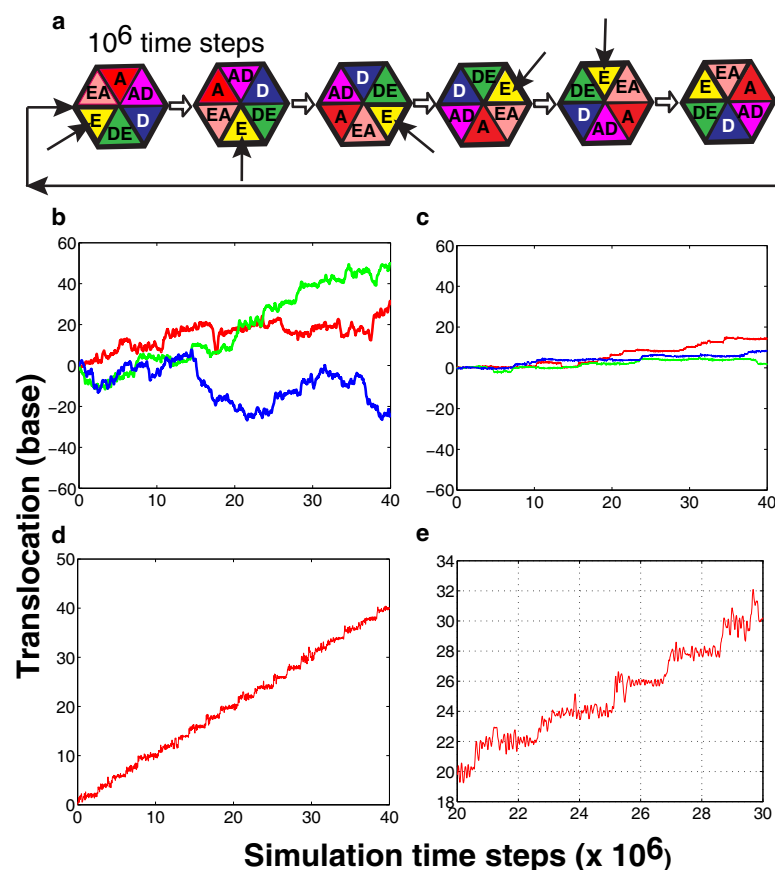 a
10⁶ time steps
A EA AD E D DE
AD A D EA DE E
D AD DE A E EA
DE D E AD EA A
E DE EA D A AD
EA E A DE AD D
b
c
60 60
40 40
20 20
0 0
−20 −20
−40 −40
−60 −60
0 10 20 30 40
0 10 20 30 40
Translocation (base)
d
e
50
40
30
20
10
0
0 10 20 30 40
34
32
30
28
26
24
22
20
18
20 22 24 26 28 30
Simulation time steps (x 10⁶)